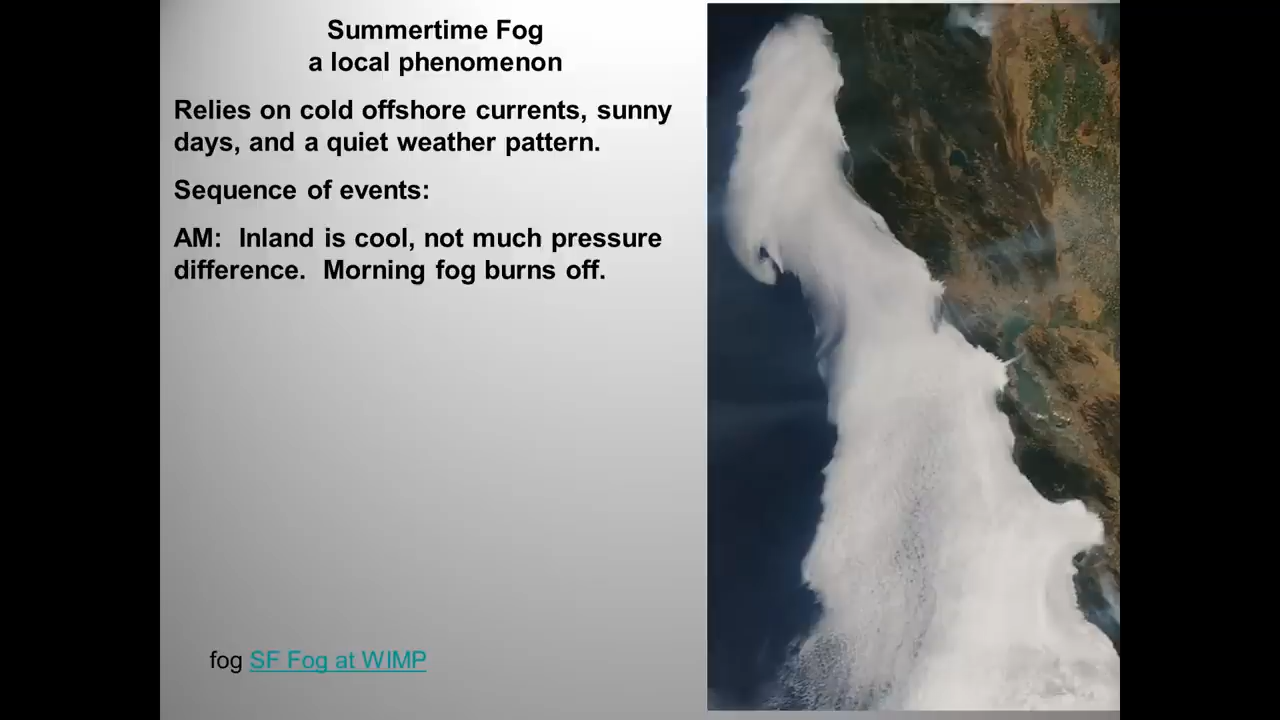 Summertime Fog
a local phenomenon
Relies on cold offshore currents, sunny
days, and a quiet weather pattern.
Sequence of events:
AM:  Inland is cool, not much pressure
difference.  Morning fog burns off.
fog SF Fog at WIMP